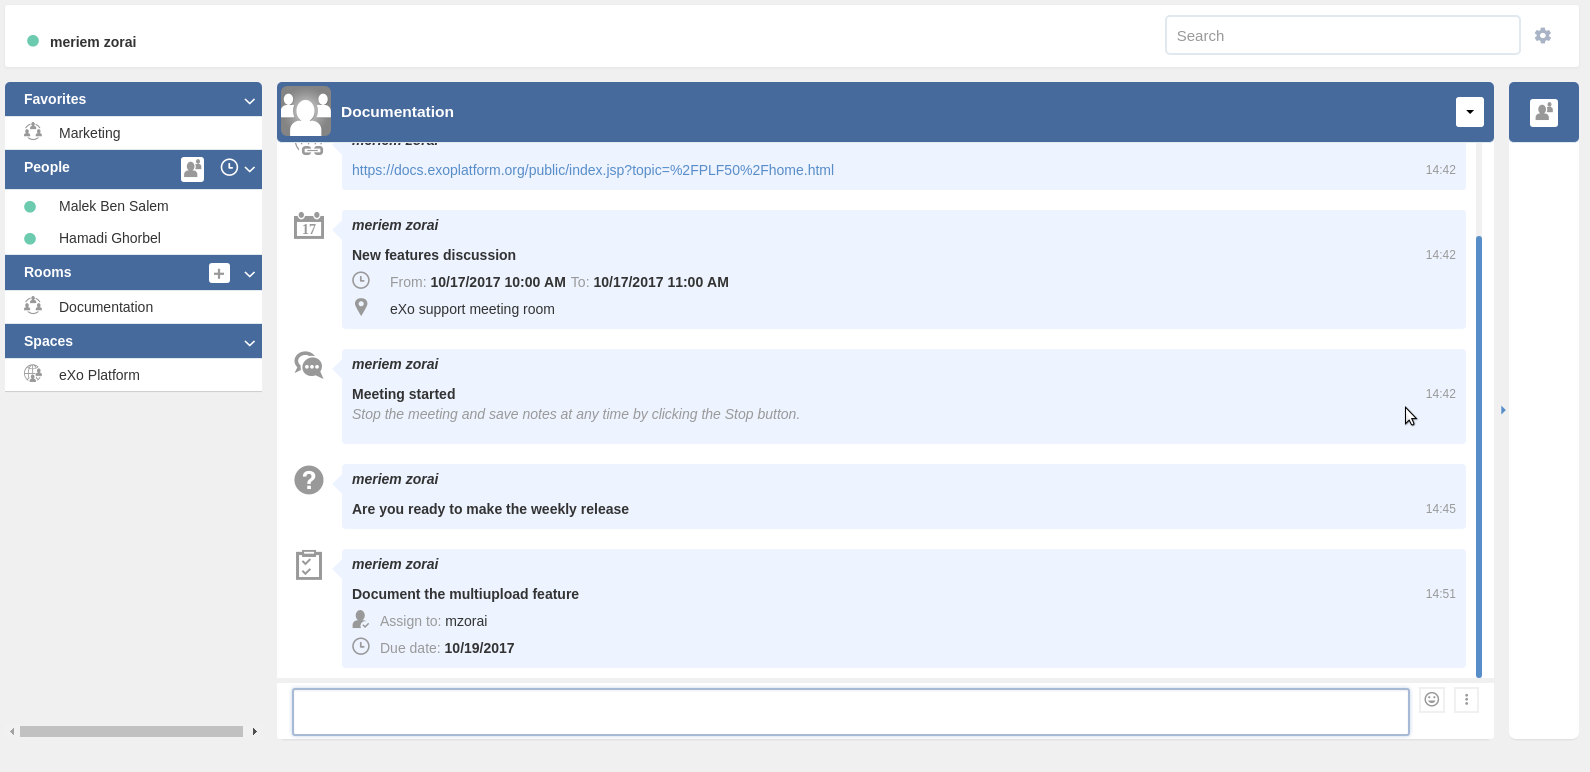 meriem zorai
Search
Favorites
Marketing
People
Malek Ben Salem
Hamadi Ghorbel
Rooms
Documentation
Spaces
eXo Platform
Documentation
meriem zorai
https://docs.exoplatform.org/public/index.jsp?topic=%2FPLF50%2Fhome.html 14:42
17
meriem zorai
New features discussion 14:42
From: 10/17/2017 10:00 AM To: 10/17/2017 11:00 AM
eXo support meeting room
meriem zorai
Meeting started 14:42
Stop the meeting and save notes at any time by clicking the Stop button.
meriem zorai
Are you ready to make the weekly release 14:45
meriem zorai
Document the multiupload feature 14:51
Assign to: mzorai
Due date: 10/19/2017